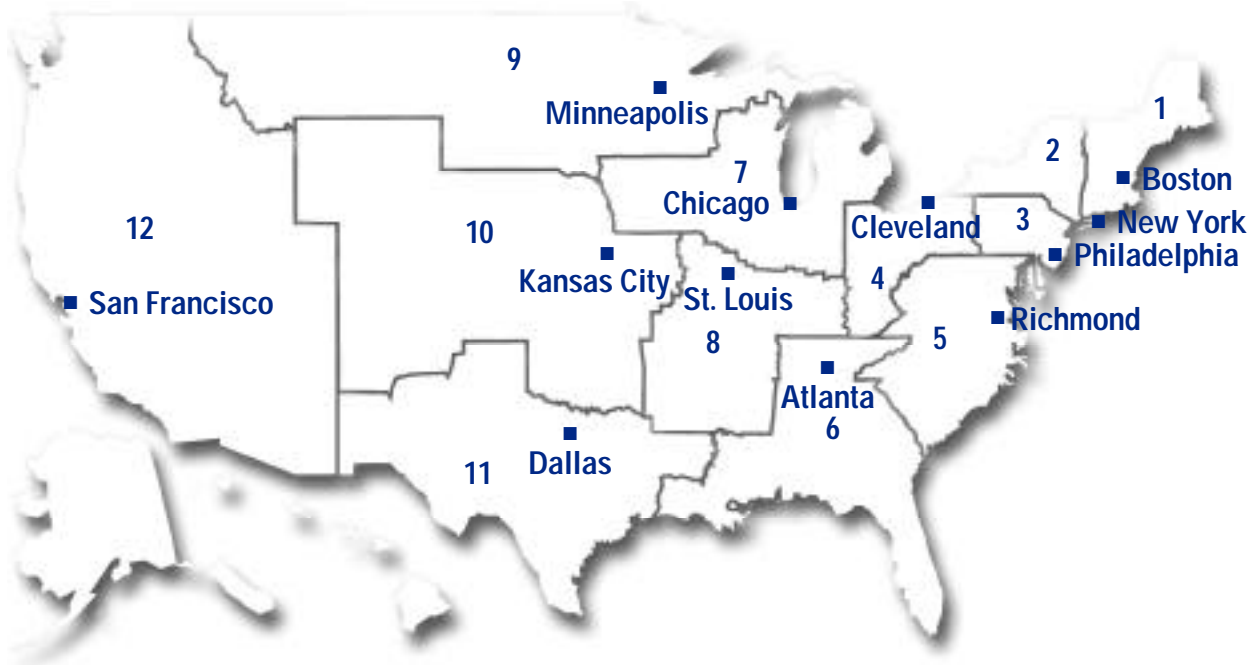 9
Minneapolis
1
2
7
Boston
Chicago
Cleveland
3
New York
12
10
Philadelphia
Kansas City
4
St. Louis
San Francisco
Richmond
8
5
Atlanta
6
Dallas
11